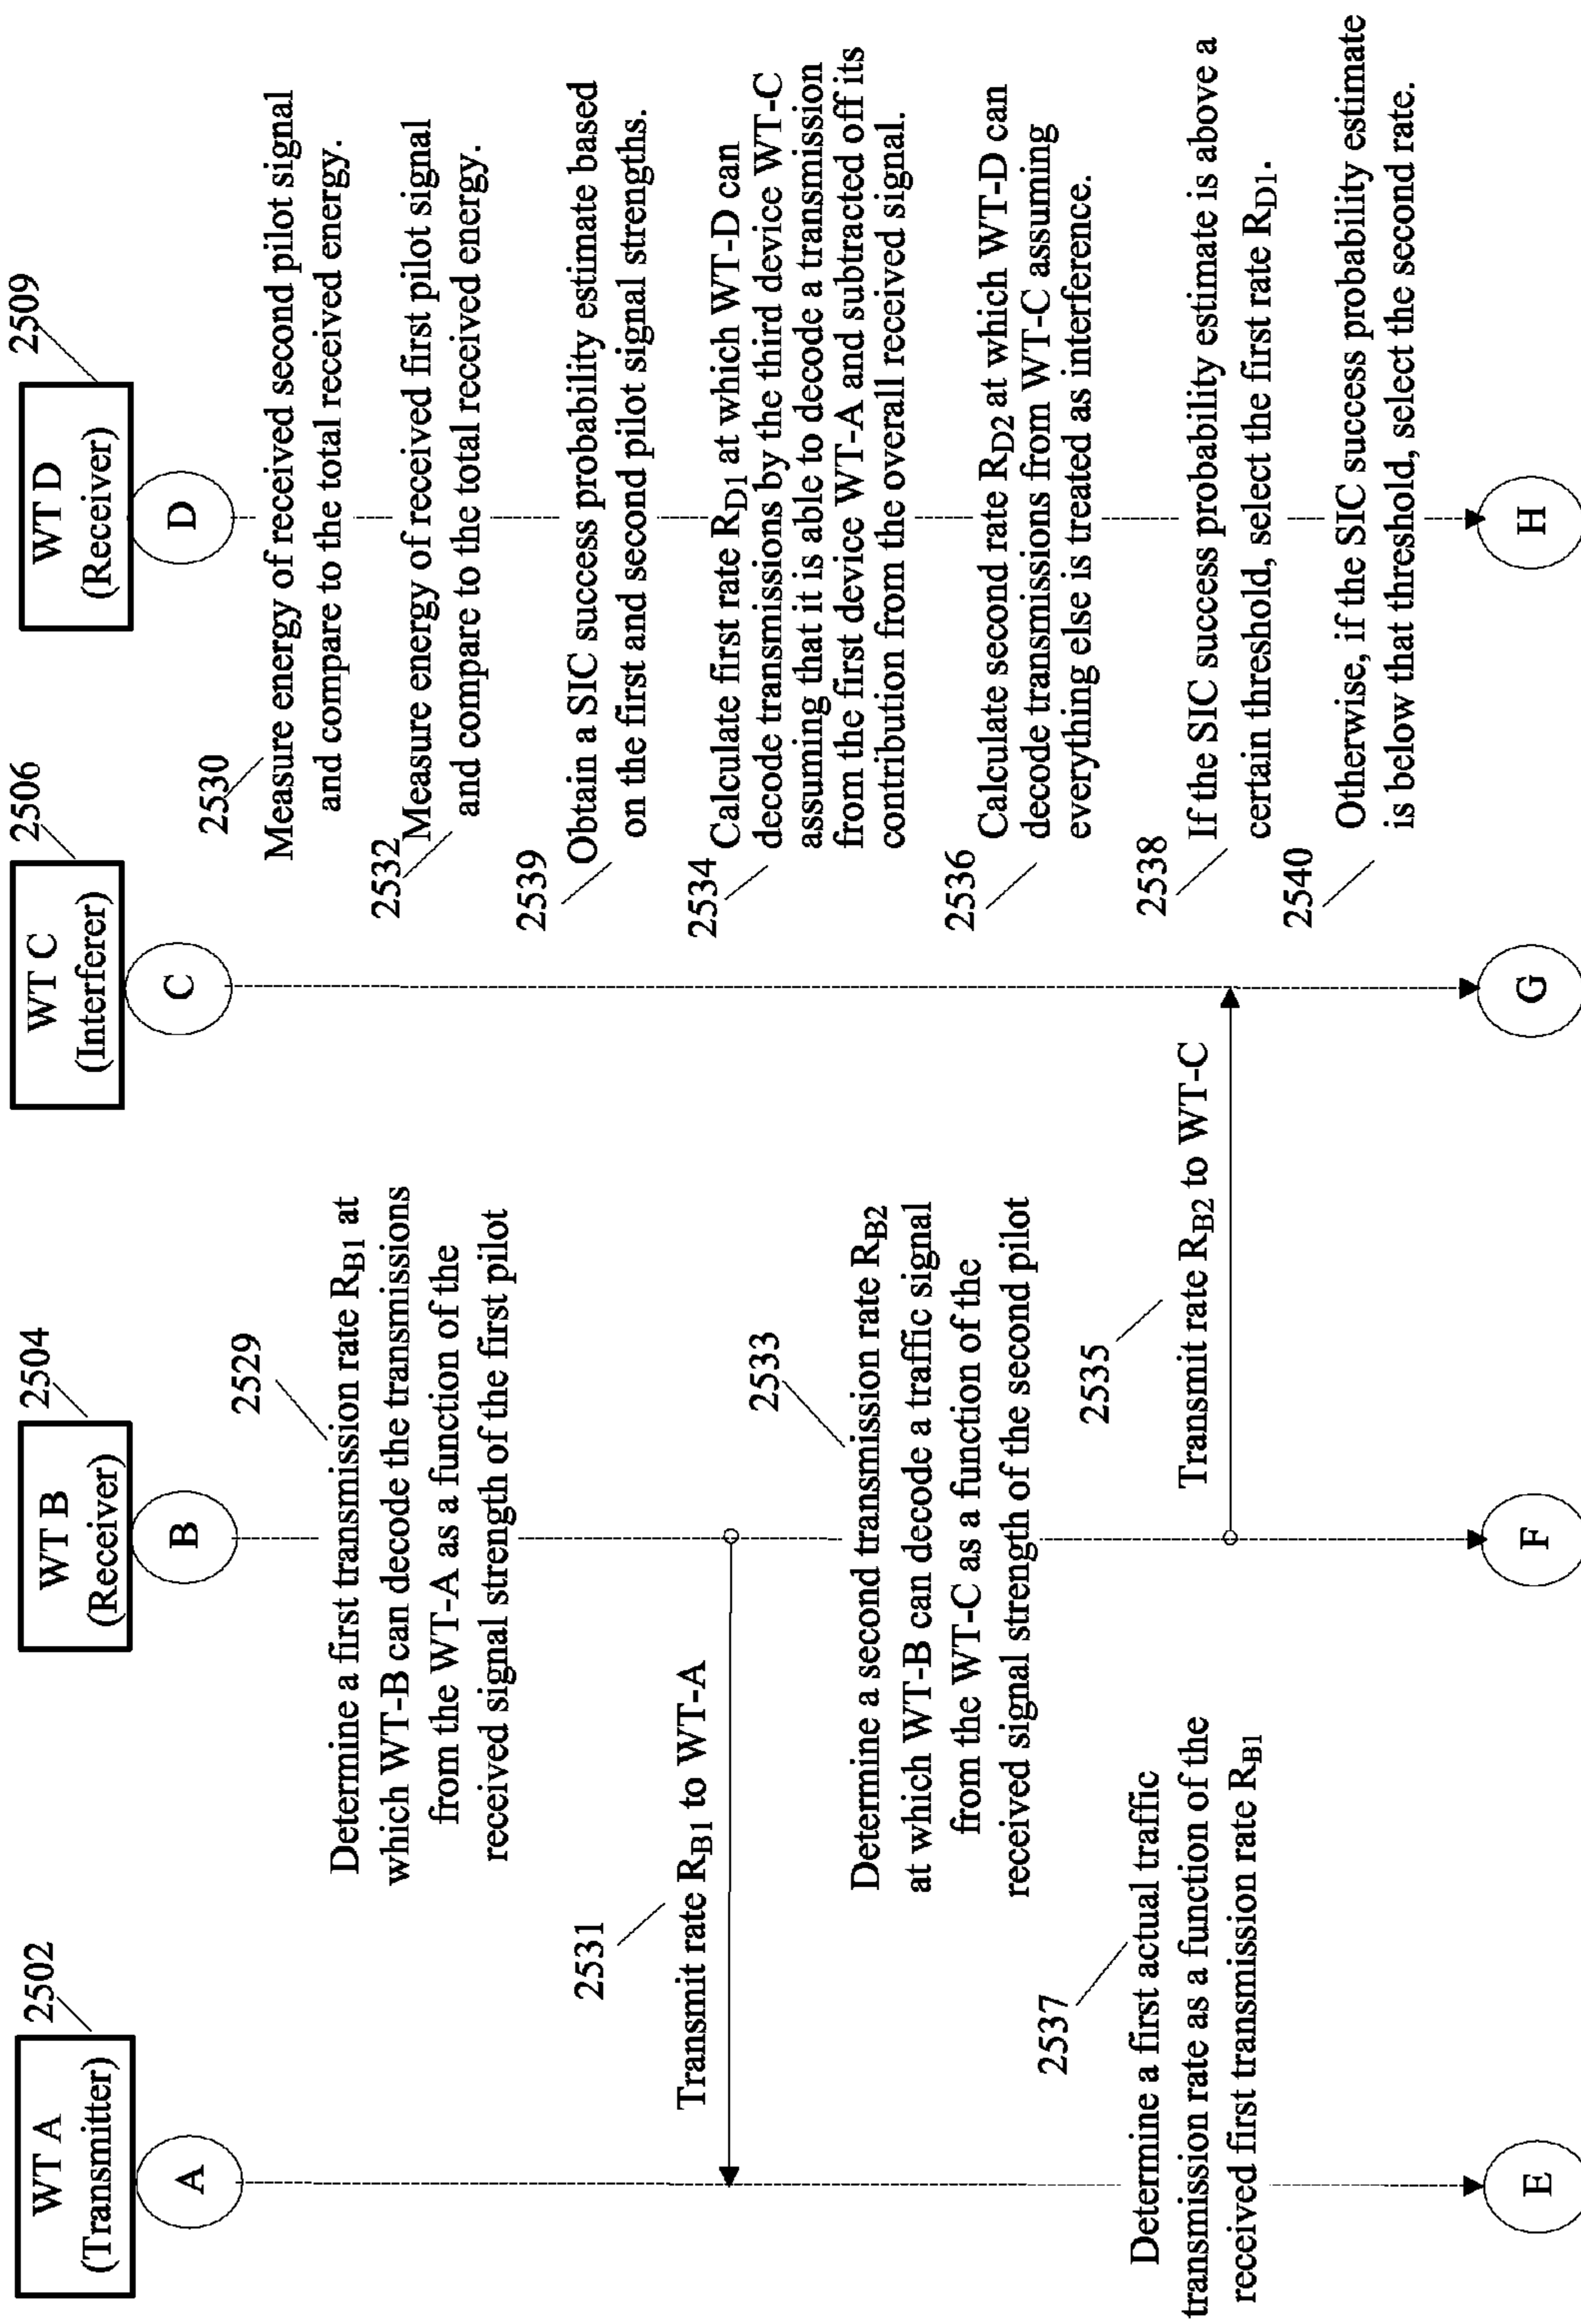 WT A
(Transmitter)
2502
A
WT B
(Receiver)
2504
B
WT C
(Interferer)
2506
C
WT D
(Receiver)
2509
D
2529
Determine a first transmission rate RB1 at
which WT-B can decode the transmissions
from the WT-A as a function of the
received signal strength of the first pilot
2531
Transmit rate RB1 to WT-A
2533
Determine a second transmission rate RB2
at which WT-B can decode a traffic signal
from the WT-C as a function of the
received signal strength of the second pilot
2535
Transmit rate RB2 to WT-C
2537
Determine a first actual traffic
transmission rate as a function of the
received first transmission rate RB1
2530
Measure energy of received second pilot signal
and compare to the total received energy.
2532
Measure energy of received first pilot signal
and compare to the total received energy.
2539
Obtain a SIC success probability estimate based
on the first and second pilot signal strengths.
2534
Calculate first rate RD1 at which WT-D can
decode transmissions by the third device WT-C
assuming that it is able to decode a transmission
from the first device WT-A and subtracted off its
contribution from the overall received signal.
2536
Calculate second rate RD2 at which WT-D can
decode transmissions from WT-C assuming
everything else is treated as interference.
2538
If the SIC success probability estimate is above a
certain threshold, select the first rate RD1.
2540
Otherwise, if the SIC success probability estimate
is below that threshold, select the second rate.
E
F
G
H